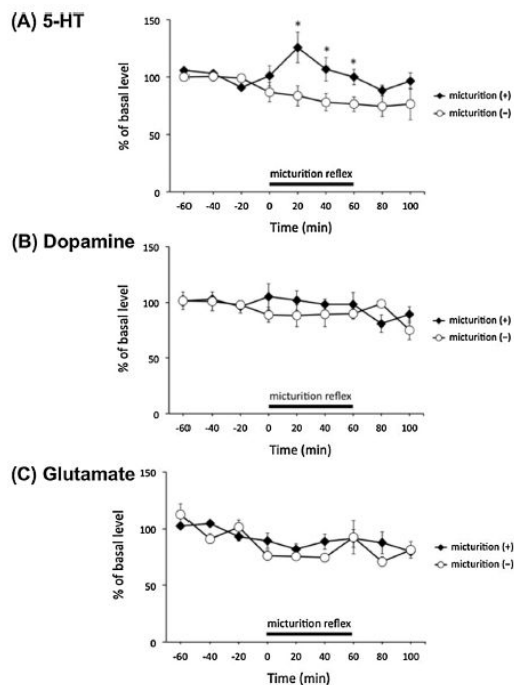 (A) 5-HT
150
*
*
*
100
50
0
% of basal level
micturition (+)
micturition (−)
micturition reflex
-60 -40 -20 0 20 40 60 80 100
Time (min)
(B) Dopamine
150
100
50
0
% of basal level
micturition (+)
micturition (−)
micturition reflex
-60 -40 -20 0 20 40 60 80 100
Time (min)
(C) Glutamate
150
100
50
0
% of basal level
micturition (+)
micturition (−)
micturition reflex
-60 -40 -20 0 20 40 60 80 100
Time (min)